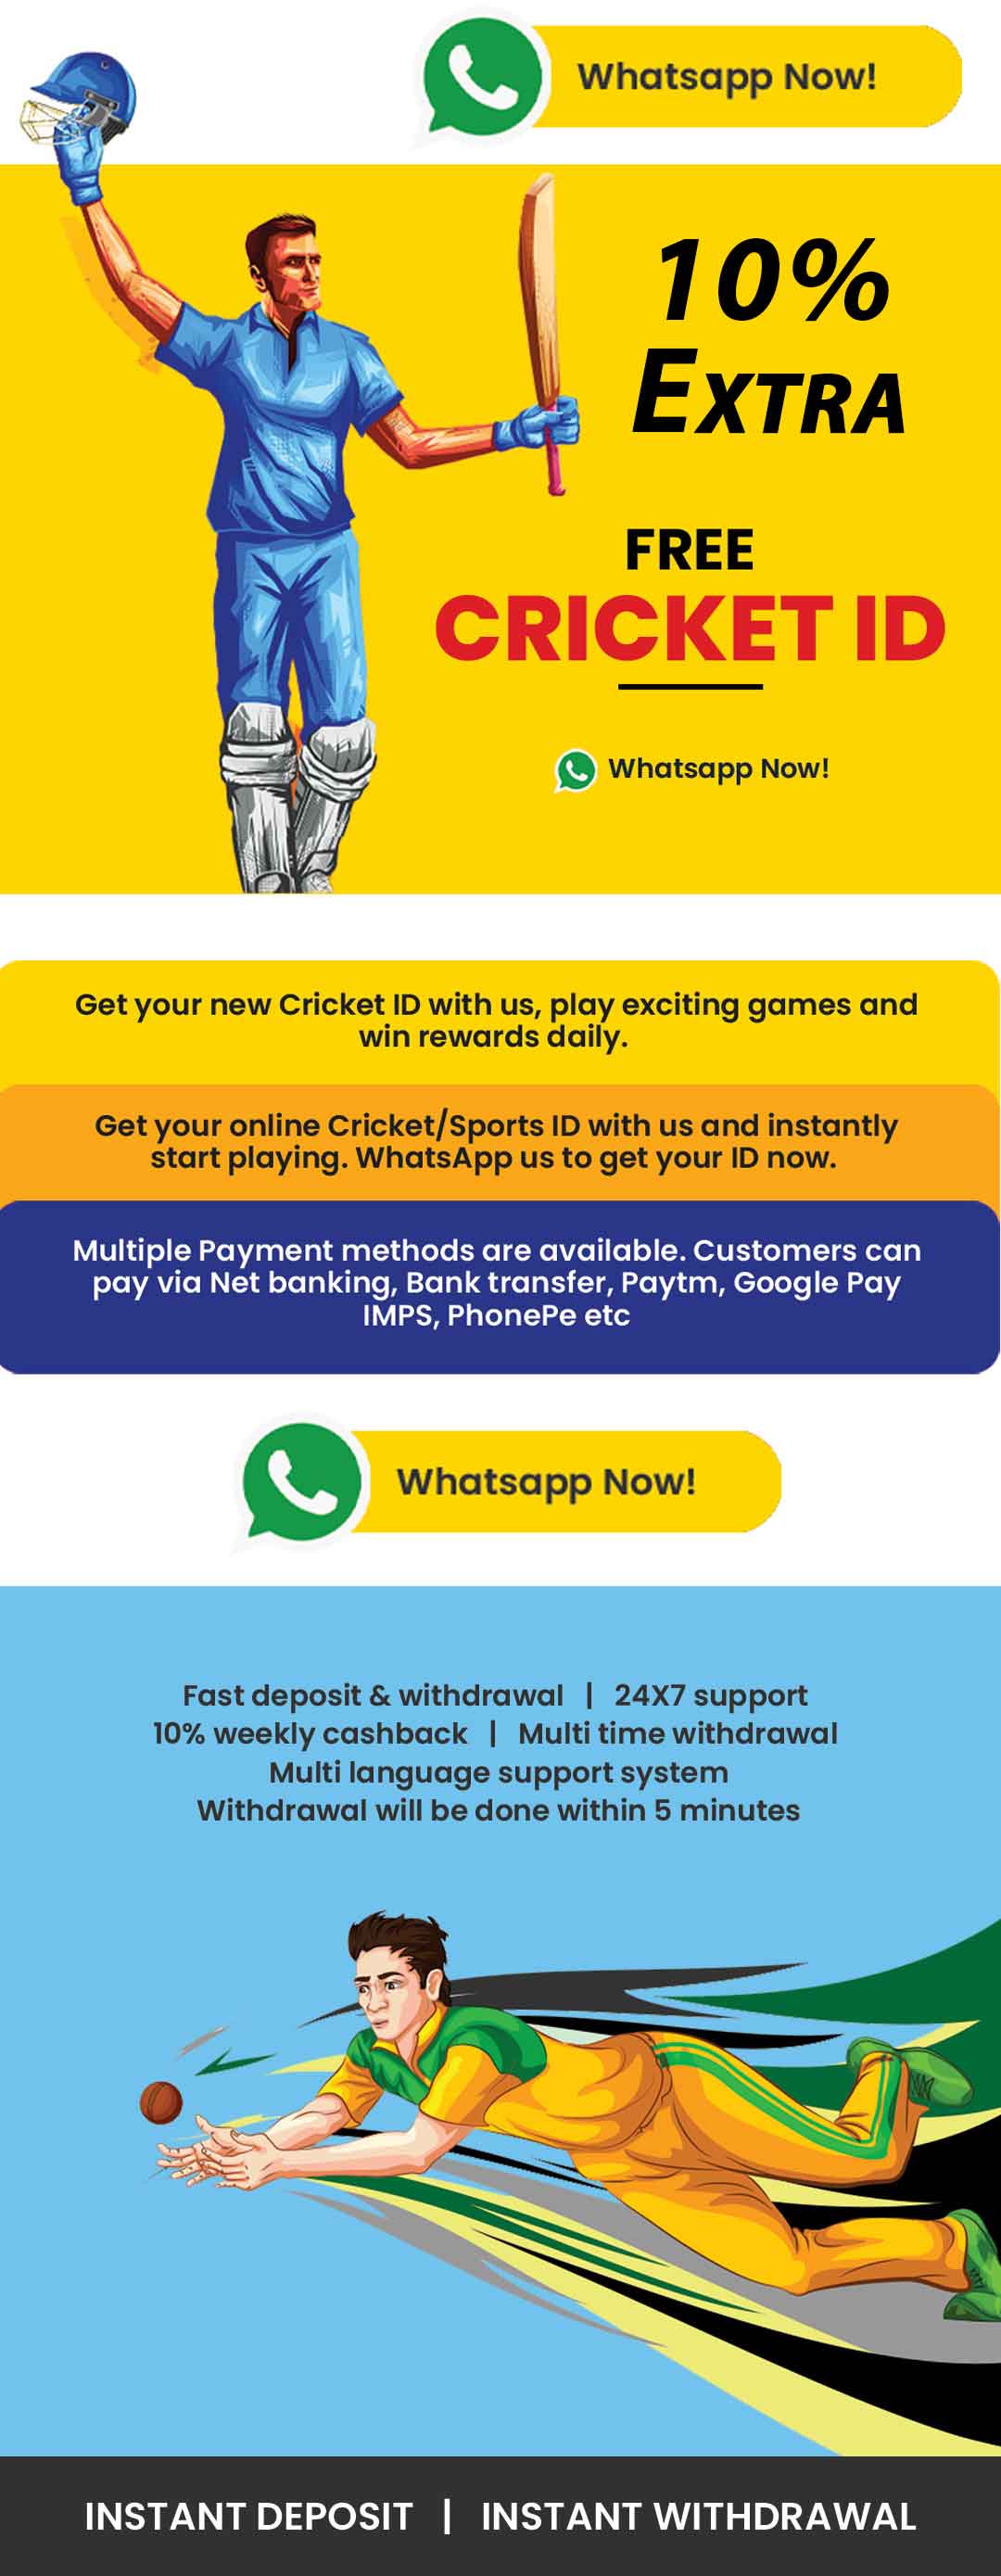 Whatsapp Now!
10%
EXTRA
FREE
CRICKET ID
Whatsapp Now!
Get your new Cricket ID with us, play exciting games and
win rewards daily.
Get your online Cricket/Sports ID with us and instantly
start playing. WhatsApp us to get your ID now.
Multiple Payment methods are available. Customers can
pay via Net banking, Bank transfer, Paytm, Google Pay
IMPS, PhonePe etc
Whatsapp Now!
Fast deposit & withdrawal | 24X7 support
10% weekly cashback | Multi time withdrawal
Multi language support system
Withdrawal will be done within 5 minutes
INSTANT DEPOSIT | INSTANT WITHDRAWAL